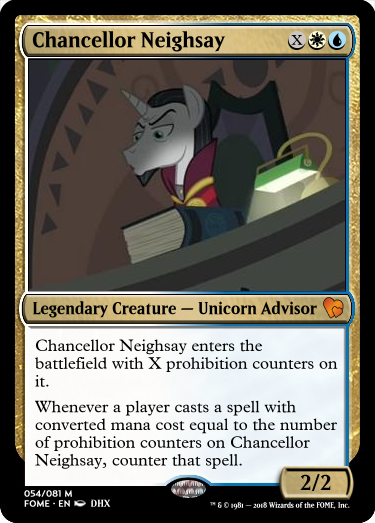 Chancellor Neighsay X
Legendary Creature — Unicorn Advisor
Chancellor Neighsay enters the
battlefield with X prohibition counters on
it.
Whenever a player casts a spell with
converted mana cost equal to the number
of prohibition counters on Chancellor
Neighsay, counter that spell.
2/2
054/081 M
FOME • EN DHX
™ & © 1981 — 2018 Wizards of the FOME, Inc.